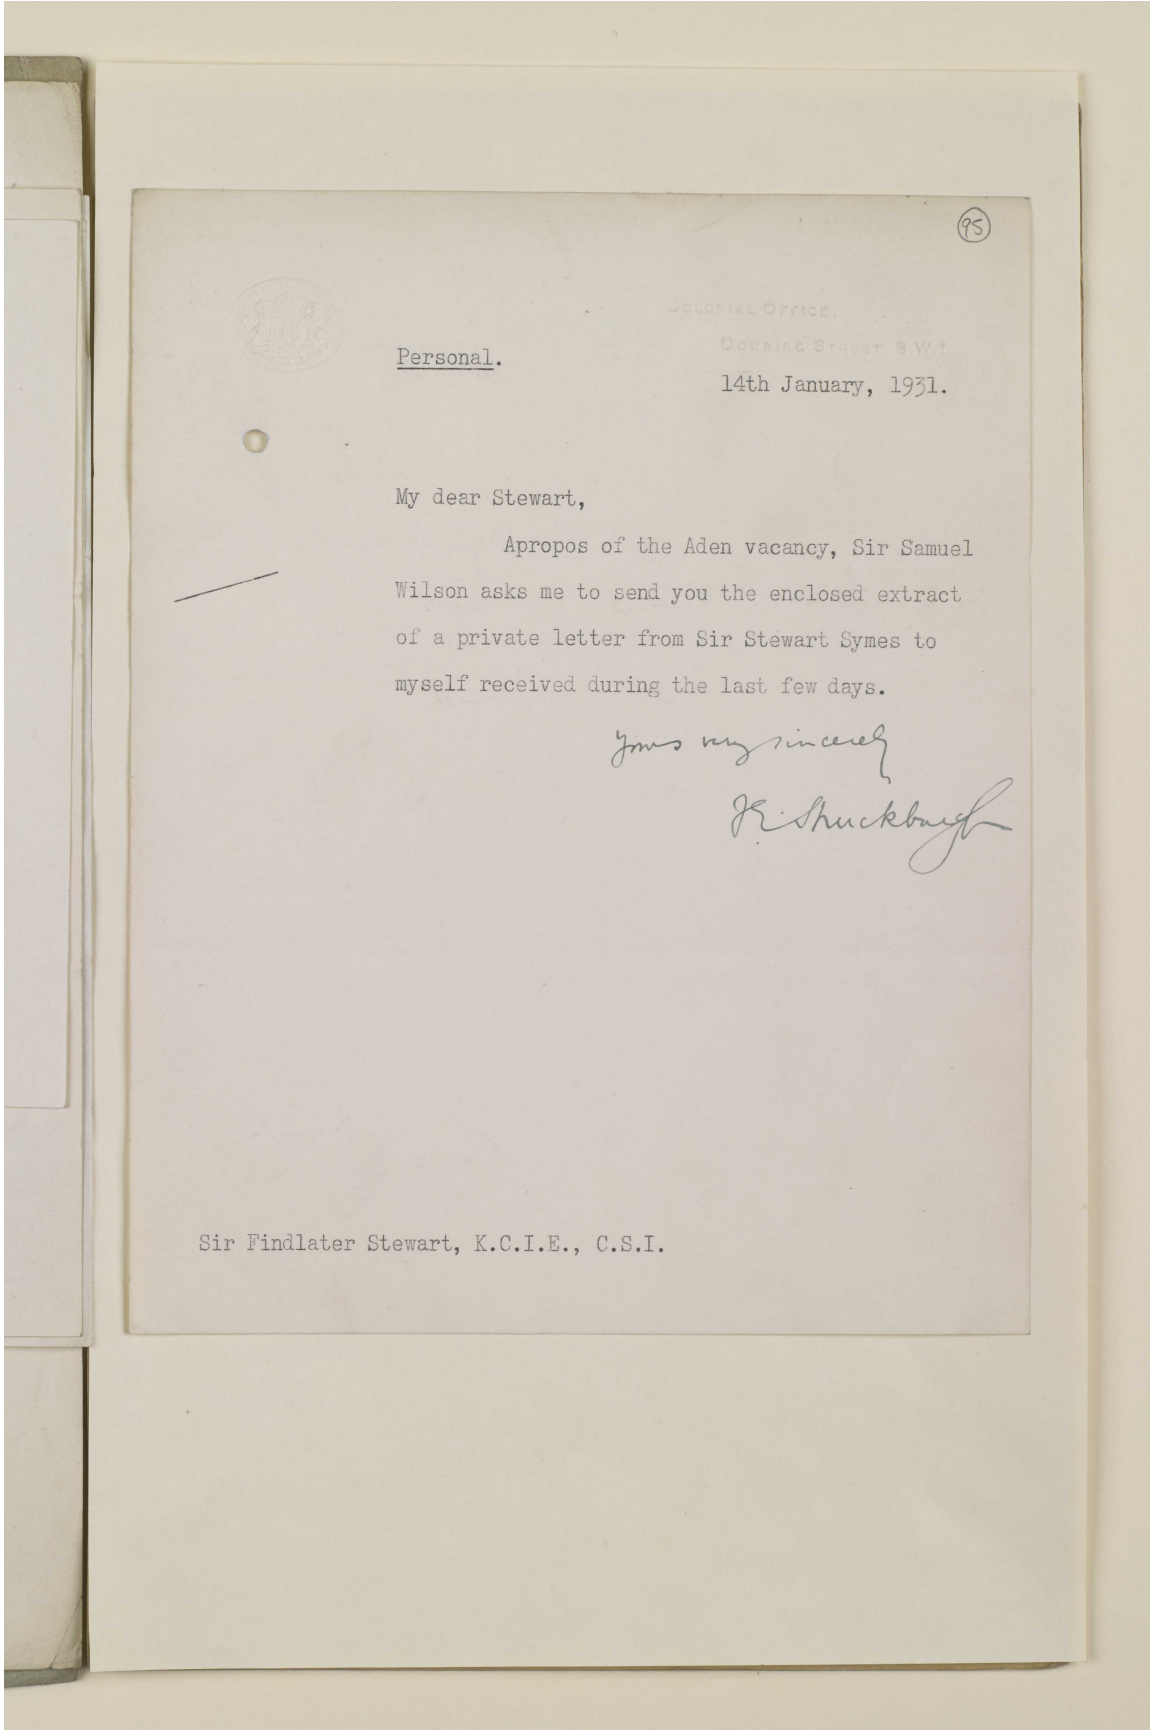 95
COLONIAL OFFICE.
DOWNING STREET, S.W.1
Personal.
14th January, 1931.
My dear Stewart,
Apropos of the Aden vacancy, Sir Samuel
Wilson asks me to send you the enclosed extract
of a private letter from Sir Stewart Symes to
myself received during the last few days.
Yours very sincerely
JE. Shuckburgh
Sir Findlater Stewart, K.C.I.E., C.S.I.